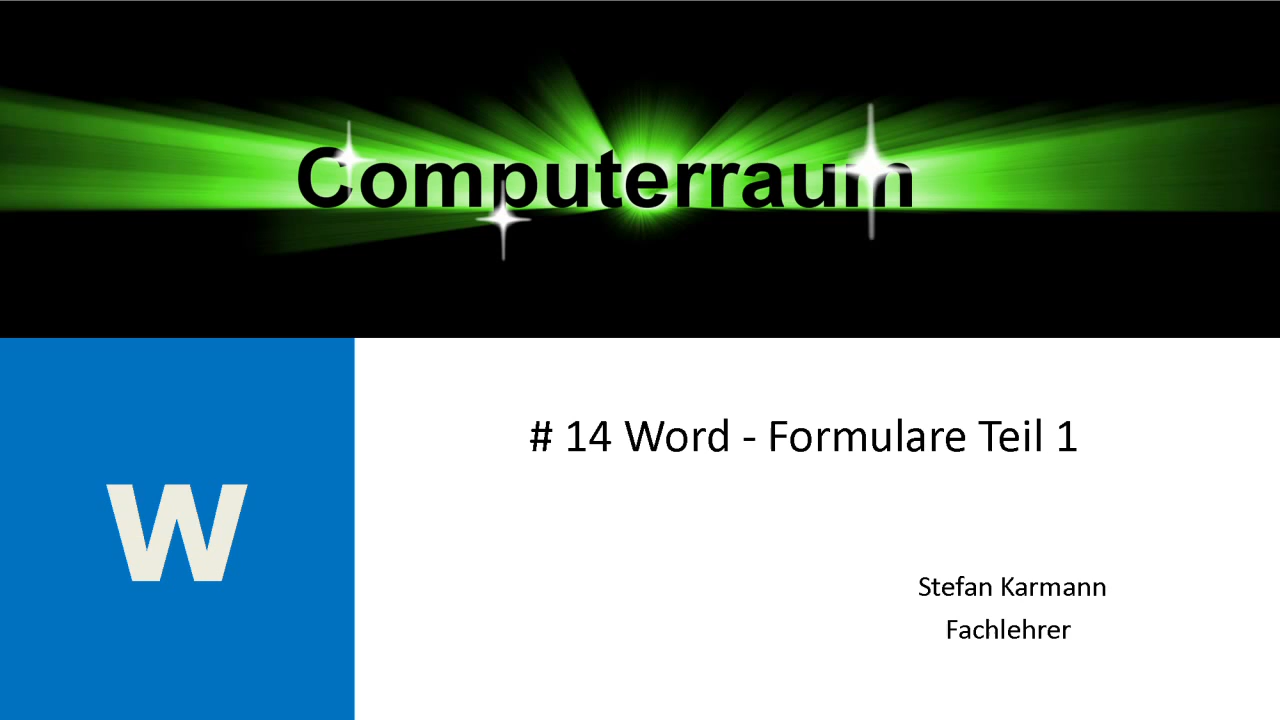 Computerraum
# 14 Word - Formulare Teil 1
W
Stefan Karmann
Fachlehrer